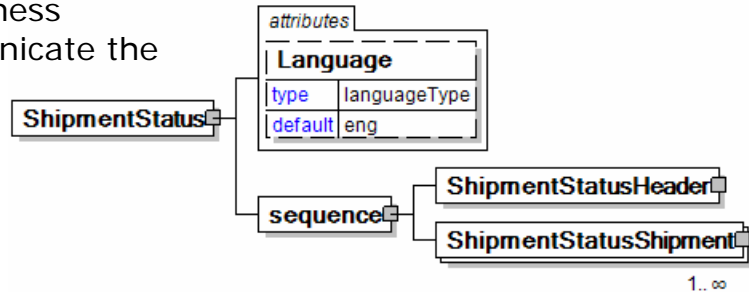 ness
nicate the
attributes
Language
type languageType
default eng
ShipmentStatus
ShipmentStatusHeader
sequence
ShipmentStatusShipment
1..∞